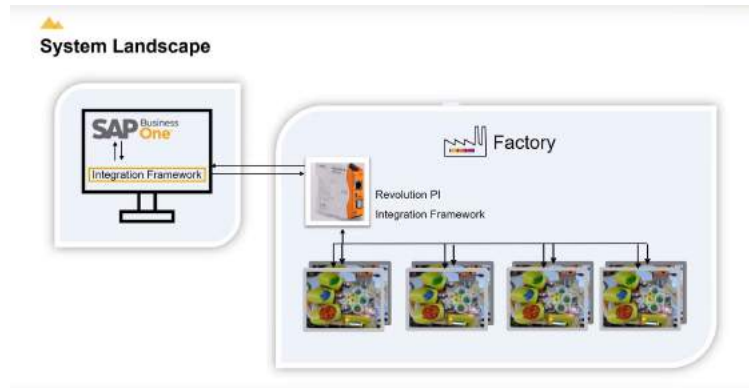 System Landscape
SAP Business
One
Integration Framework
Factory
Revolution PI
Integration Framework